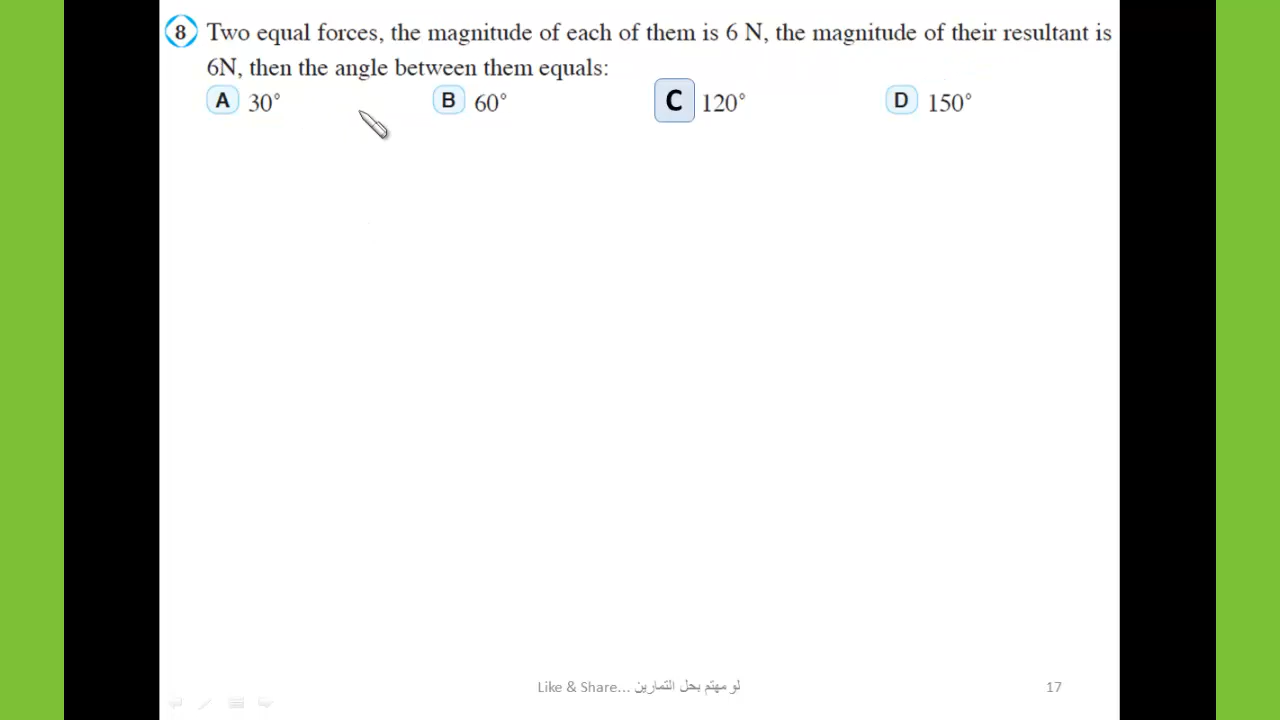 8 Two equal forces, the magnitude of each of them is 6 N, the magnitude of their resultant is
6N, then the angle between them equals:
A 30° B 60° C 120° D 150°
Like & Share... لو مهتم بحل التمارين 17